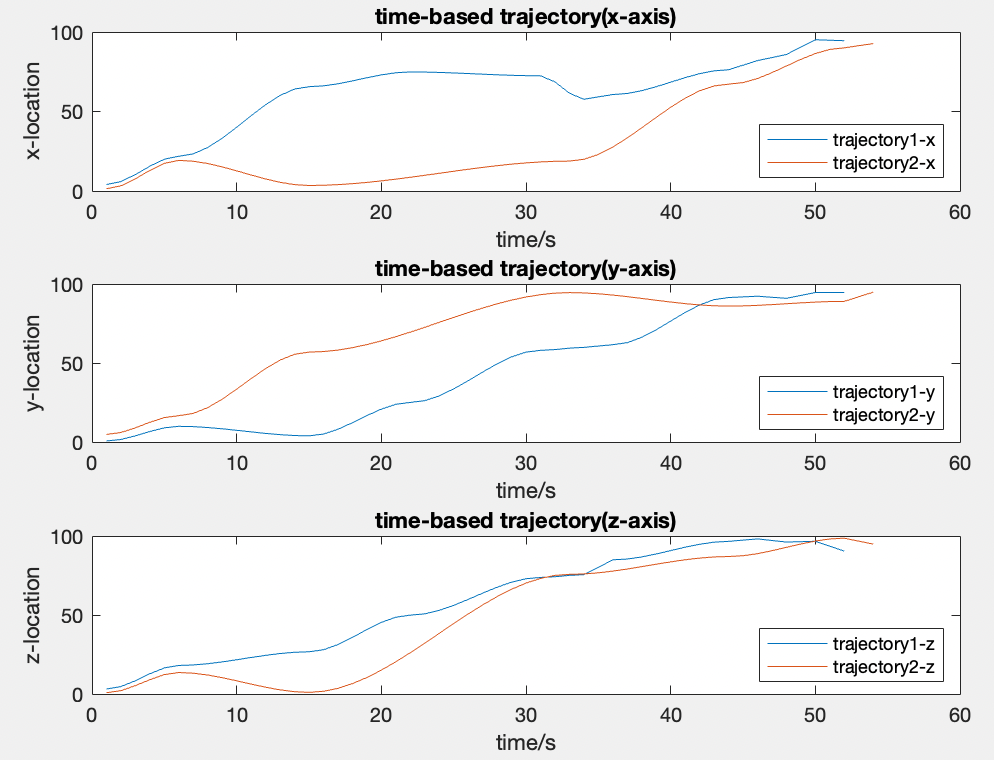 time-based trajectory(x-axis)
100
50
0
x-location
trajectory1-x
trajectory2-x
0 10 20 30 40 50 60
time/s
time-based trajectory(y-axis)
100
50
0
y-location
trajectory1-y
trajectory2-y
0 10 20 30 40 50 60
time/s
time-based trajectory(z-axis)
100
50
0
z-location
trajectory1-z
trajectory2-z
0 10 20 30 40 50 60
time/s